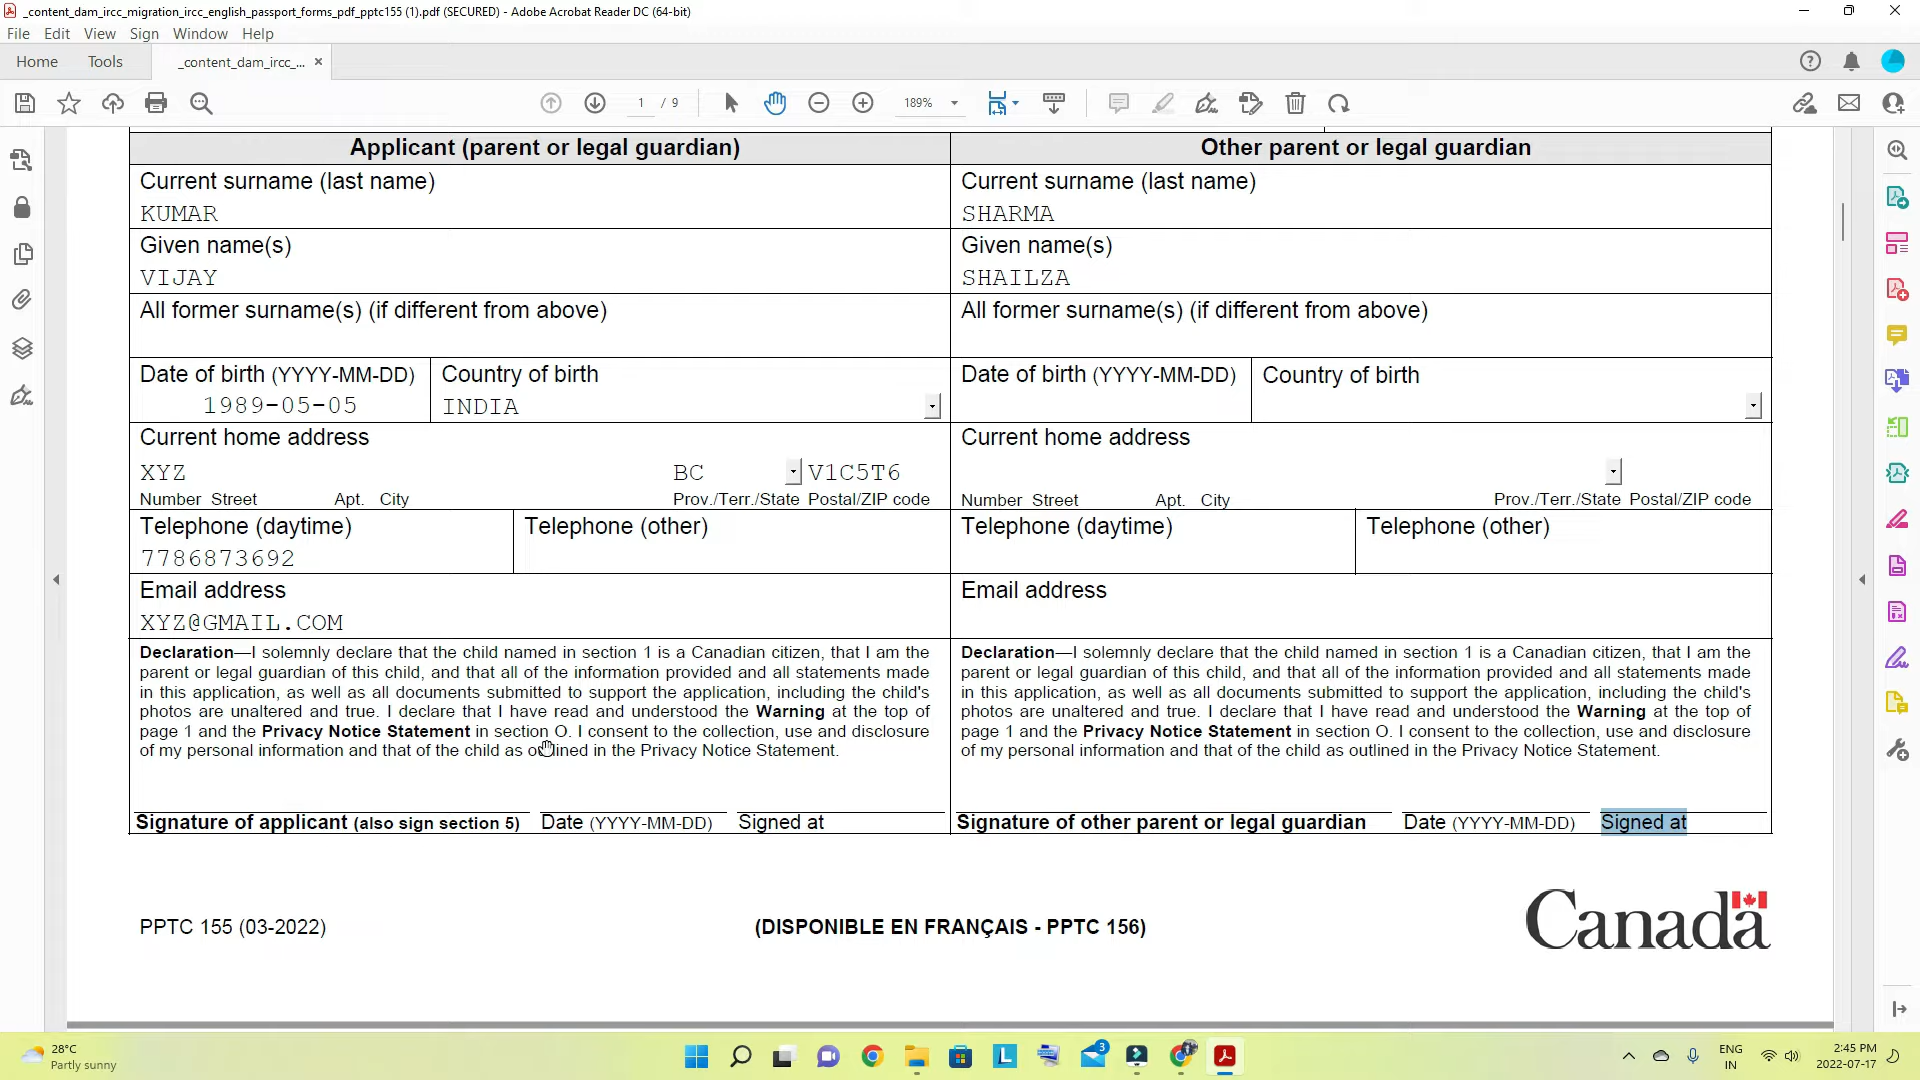 _content_dam_ircc_migration_ircc_english_passport_forms_pdf_pptc155 (1).pdf (SECURED) - Adobe Acrobat Reader DC (64-bit)
File Edit View Sign Window Help
Home Tools _content_dam_ircc_... ×
1 / 9 189%
Applicant (parent or legal guardian) Other parent or legal guardian
Current surname (last name) Current surname (last name)
KUMAR SHARMA
Given name(s) Given name(s)
VIJAY SHAILZA
All former surname(s) (if different from above) All former surname(s) (if different from above)
Date of birth (YYYY-MM-DD) Country of birth Date of birth (YYYY-MM-DD) Country of birth
1989-05-05 INDIA
Current home address Current home address
XYZ BC V1C5T6
Number Street Apt. City Prov./Terr./State Postal/ZIP code Number Street Apt. City Prov./Terr./State Postal/ZIP code
Telephone (daytime) Telephone (other) Telephone (daytime) Telephone (other)
7786873692
Email address Email address
XYZ@GMAIL.COM
Declaration—I solemnly declare that the child named in section 1 is a Canadian citizen, that I am the
parent or legal guardian of this child, and that all of the information provided and all statements made
in this application, as well as all documents submitted to support the application, including the child's
photos are unaltered and true. I declare that I have read and understood the Warning at the top of
page 1 and the Privacy Notice Statement in section O. I consent to the collection, use and disclosure
of my personal information and that of the child as outlined in the Privacy Notice Statement.
Declaration—I solemnly declare that the child named in section 1 is a Canadian citizen, that I am the
parent or legal guardian of this child, and that all of the information provided and all statements made
in this application, as well as all documents submitted to support the application, including the child's
photos are unaltered and true. I declare that I have read and understood the Warning at the top of
page 1 and the Privacy Notice Statement in section O. I consent to the collection, use and disclosure
of my personal information and that of the child as outlined in the Privacy Notice Statement.
Signature of applicant (also sign section 5) Date (YYYY-MM-DD) Signed at Signature of other parent or legal guardian Date (YYYY-MM-DD) Signed at
PPTC 155 (03-2022) (DISPONIBLE EN FRANÇAIS - PPTC 156) Canada
28°C
Partly sunny
3
ENG
IN
2:45 PM
2022-07-17